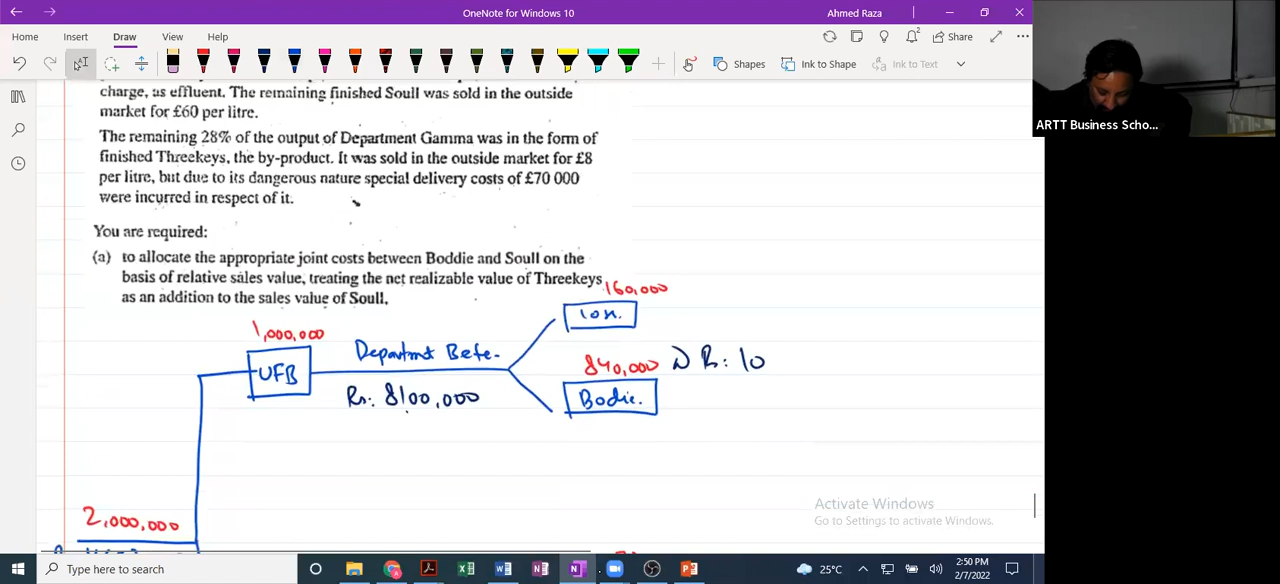 OneNote for Windows 10
Ahmed Raza
Home Insert Draw View Help
Share
Shapes Ink to Shape Ink to Text
ARTT Business Scho...
charge, as effluent. The remaining finished Soull was sold in the outside
market for £60 per litre.
The remaining 28% of the output of Department Gamma was in the form of
finished Threekeys, the by-product. It was sold in the outside market for £8
per litre, but due to its dangerous nature special delivery costs of £70 000
were incurred in respect of it.
You are required:
(a) to allocate the appropriate joint costs between Boddie and Soull on the
basis of relative sales value, treating the net realizable value of Threekeys
as an addition to the sales value of Soull.
160,000
1,000,000
Department
840,000 Rs: 10
UFB
Rs: 8100,000
Bodie.
2,000,000
Activate Windows
Go to Settings to activate Windows.
Type here to search
25°C
2:50 PM
2/7/2022